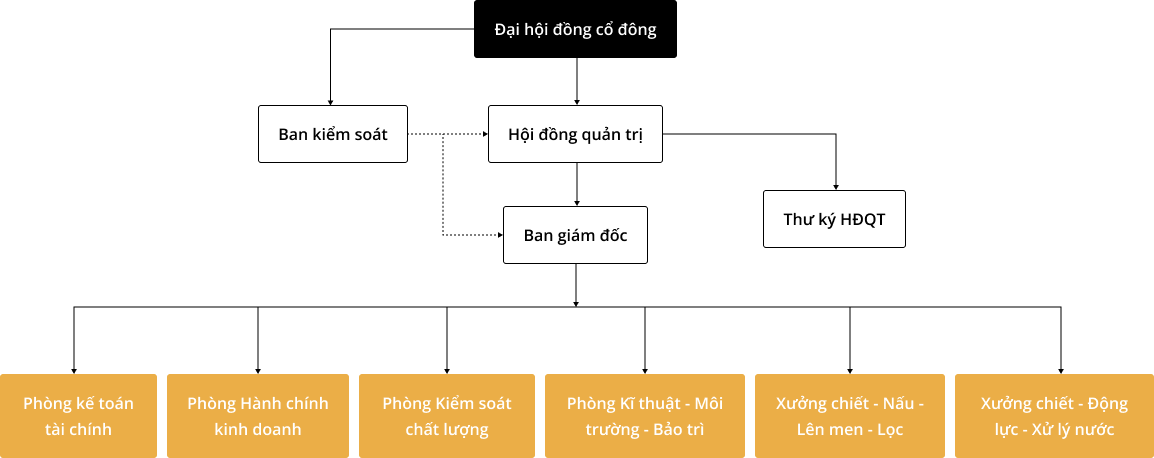 Đại hội đồng cổ đông
Ban kiểm soát
Hội đồng quản trị
Thư ký HĐQT
Ban giám đốc
Phòng kế toán
tài chính
Phòng Hành chính
kinh doanh
Phòng Kiểm soát
chất lượng
Phòng Kĩ thuật - Môi
trường - Bảo trì
Xưởng chiết - Nấu -
Lên men - Lọc
Xưởng chiết - Động
lực - Xử lý nước